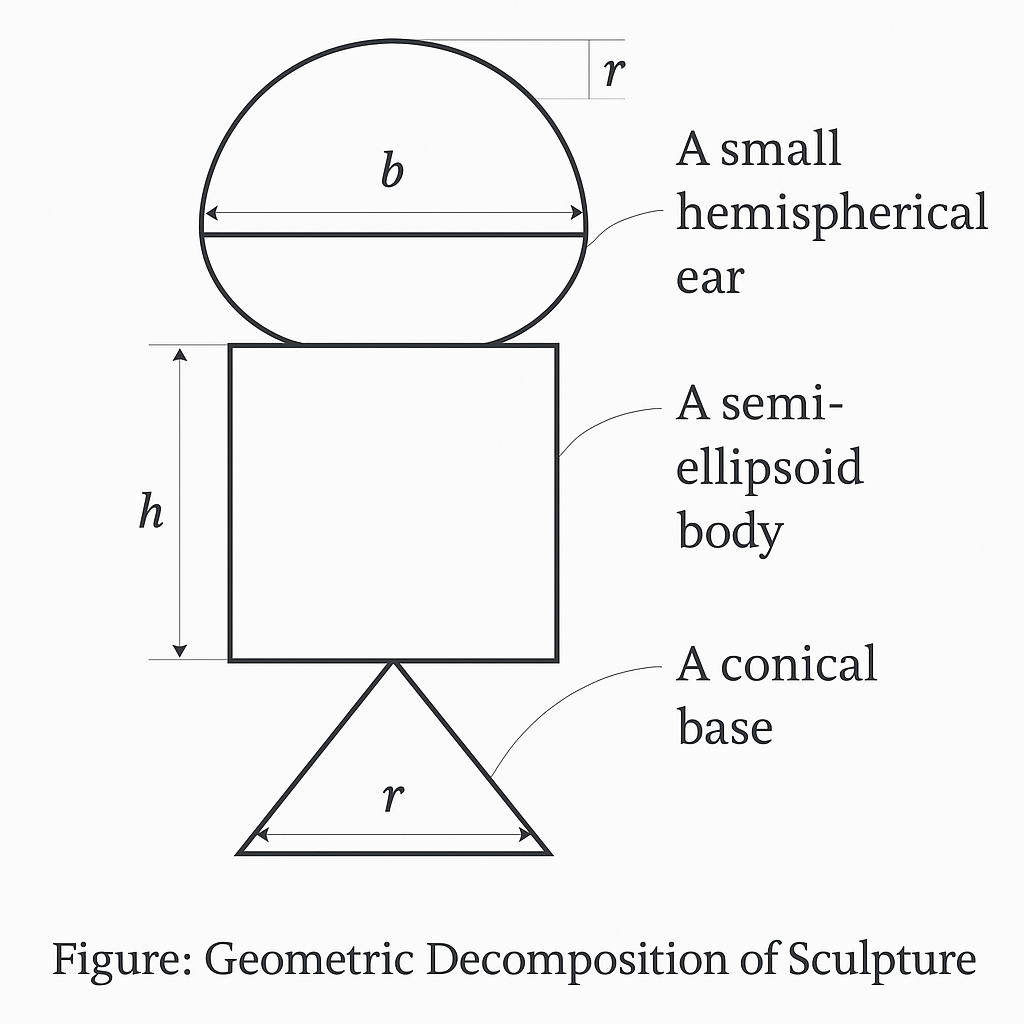 r
b
A small
hemispherical
ear
A semi-
ellipsoid
body
h
A conical
base
r
Figure: Geometric Decomposition of Sculpture